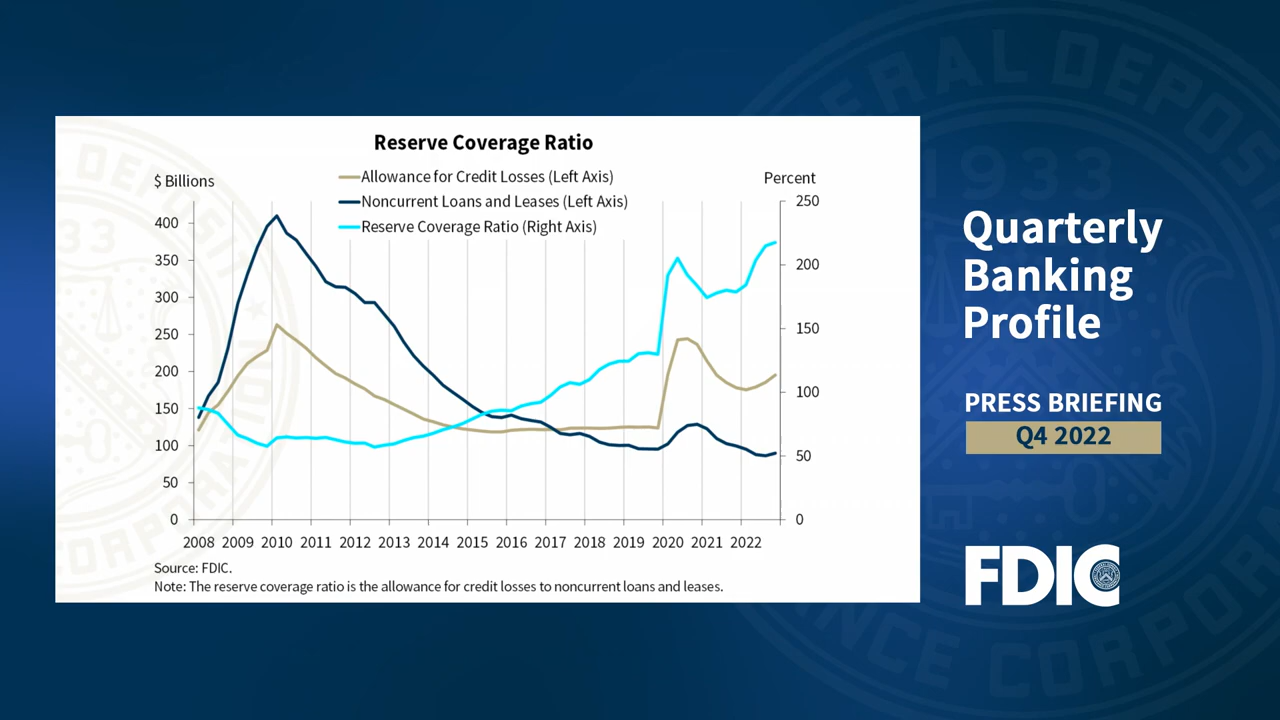 Reserve Coverage Ratio
$ Billions
Allowance for Credit Losses (Left Axis)
Noncurrent Loans and Leases (Left Axis)
Reserve Coverage Ratio (Right Axis)
Percent
400
350
300
250
200
150
100
50
0
250
200
150
100
50
0
2008 2009 2010 2011 2012 2013 2014 2015 2016 2017 2018 2019 2020 2021 2022
Source: FDIC.
Note: The reserve coverage ratio is the allowance for credit losses to noncurrent loans and leases.
Quarterly
Banking
Profile
PRESS BRIEFING
Q4 2022
FDIC
1933